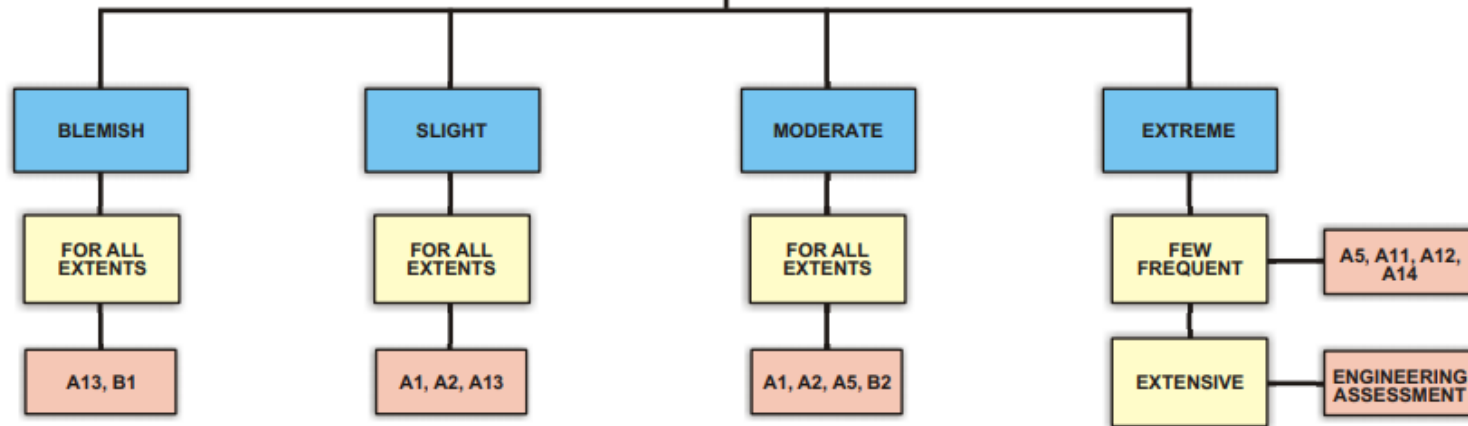 BLEMISH
SLIGHT
MODERATE
EXTREME
FOR ALL
EXTENTS
FOR ALL
EXTENTS
FOR ALL
EXTENTS
FEW
FREQUENT
A5, A11, A12,
A14
A13, B1
A1, A2, A13
A1, A2, A5, B2
EXTENSIVE
ENGINEERING
ASSESSMENT